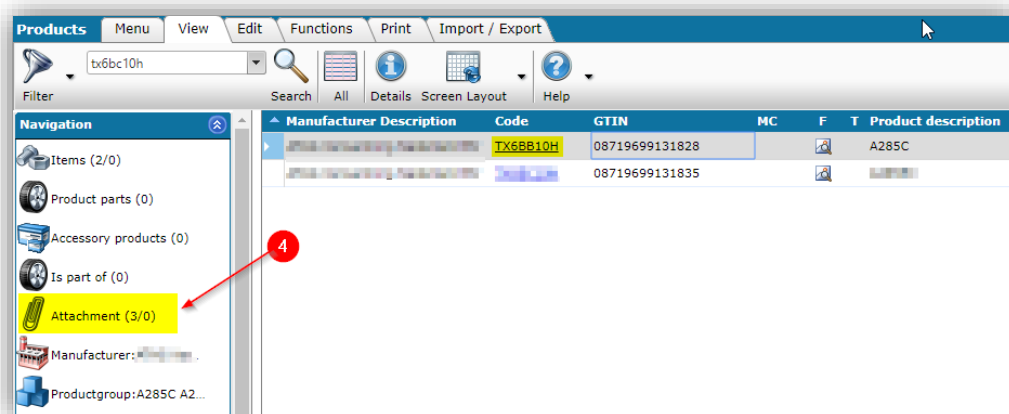 Products Menu View Edit Functions Print Import / Export
tx6bc10h
Filter Search All Details Screen Layout Help
Navigation
Manufacturer Description Code GTIN MC F T Product description
Items (2/0)
TX6BB10H 08719699131828 A285C
08719699131835
Product parts (0)
Accessory products (0)
4
Is part of (0)
Attachment (3/0)
Manufacturer:
Productgroup:A285C A2...